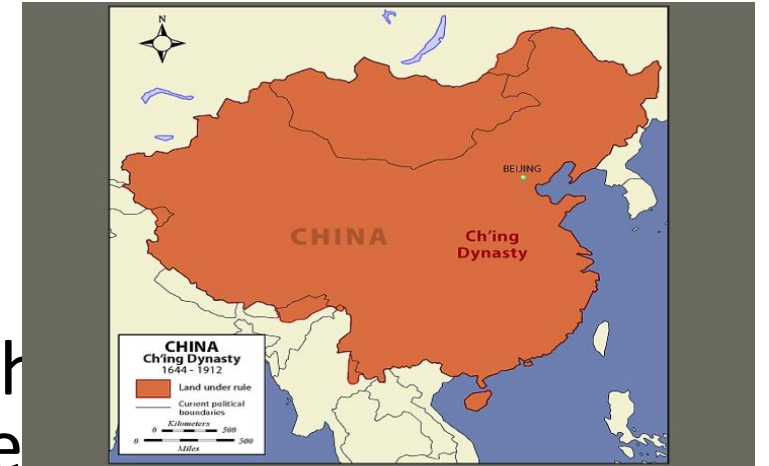 N
BEIJING
CHINA
Ch'ing
Dynasty
CHINA
Ch'ing Dynasty
1644 - 1912
Land under rule
Current political
boundaries
Kilometers
0 500
0 500
Miles
h
e